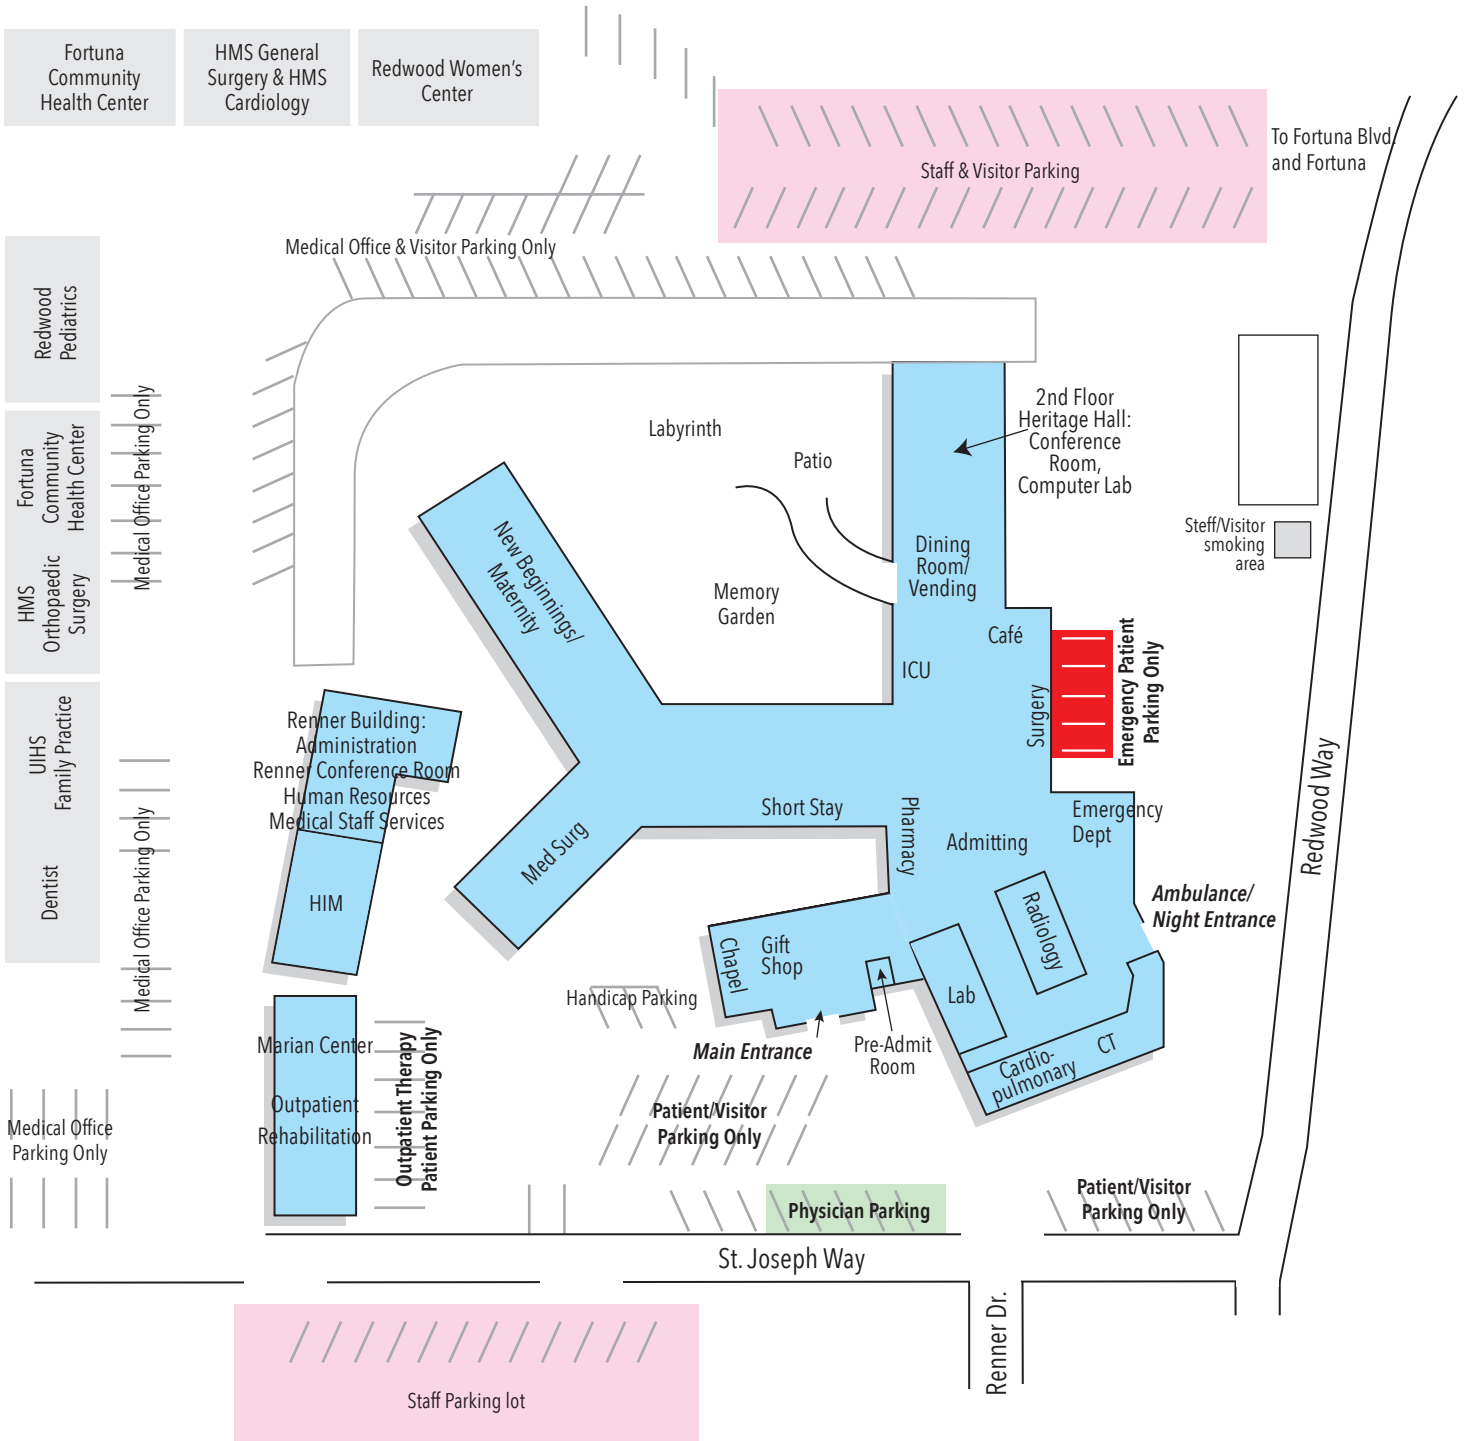 Fortuna
Community
Health Center
HMS General
Surgery & HMS
Cardiology
Redwood Women's
Center
Staff & Visitor Parking
To Fortuna Blvd.
and Fortuna
Medical Office & Visitor Parking Only
Redwood
Pediatrics
Medical Office Parking Only
Fortuna
Community
Health Center
HMS
Orthopaedic
Surgery
Labyrinth
Patio
2nd Floor
Heritage Hall:
Conference
Room,
Computer Lab
Steff/Visitor
smoking
area
New Beginnings/
Maternity
Dining
Room/
Vending
Memory
Garden
Café
ICU
Surgery
Emergency Patient
Parking Only
UIHS
Family Practice
Dentist
Medical Office Parking Only
Renner Building:
Administration
Renner Conference Room
Human Resources
Medical Staff Services
HIM
Med Surg
Short Stay
Pharmacy
Admitting
Emergency
Dept
Redwood Way
Ambulance/
Night Entrance
Radiology
Chapel
Gift
Shop
Lab
Handicap Parking
Main Entrance
Pre-Admit
Room
Cardio-
pulmonary
CT
Marian Center
Outpatient
Rehabilitation
Outpatient Therapy
Patient Parking Only
Patient/Visitor
Parking Only
Medical Office
Parking Only
Physician Parking
Patient/Visitor
Parking Only
St. Joseph Way
Renner Dr.
Staff Parking lot